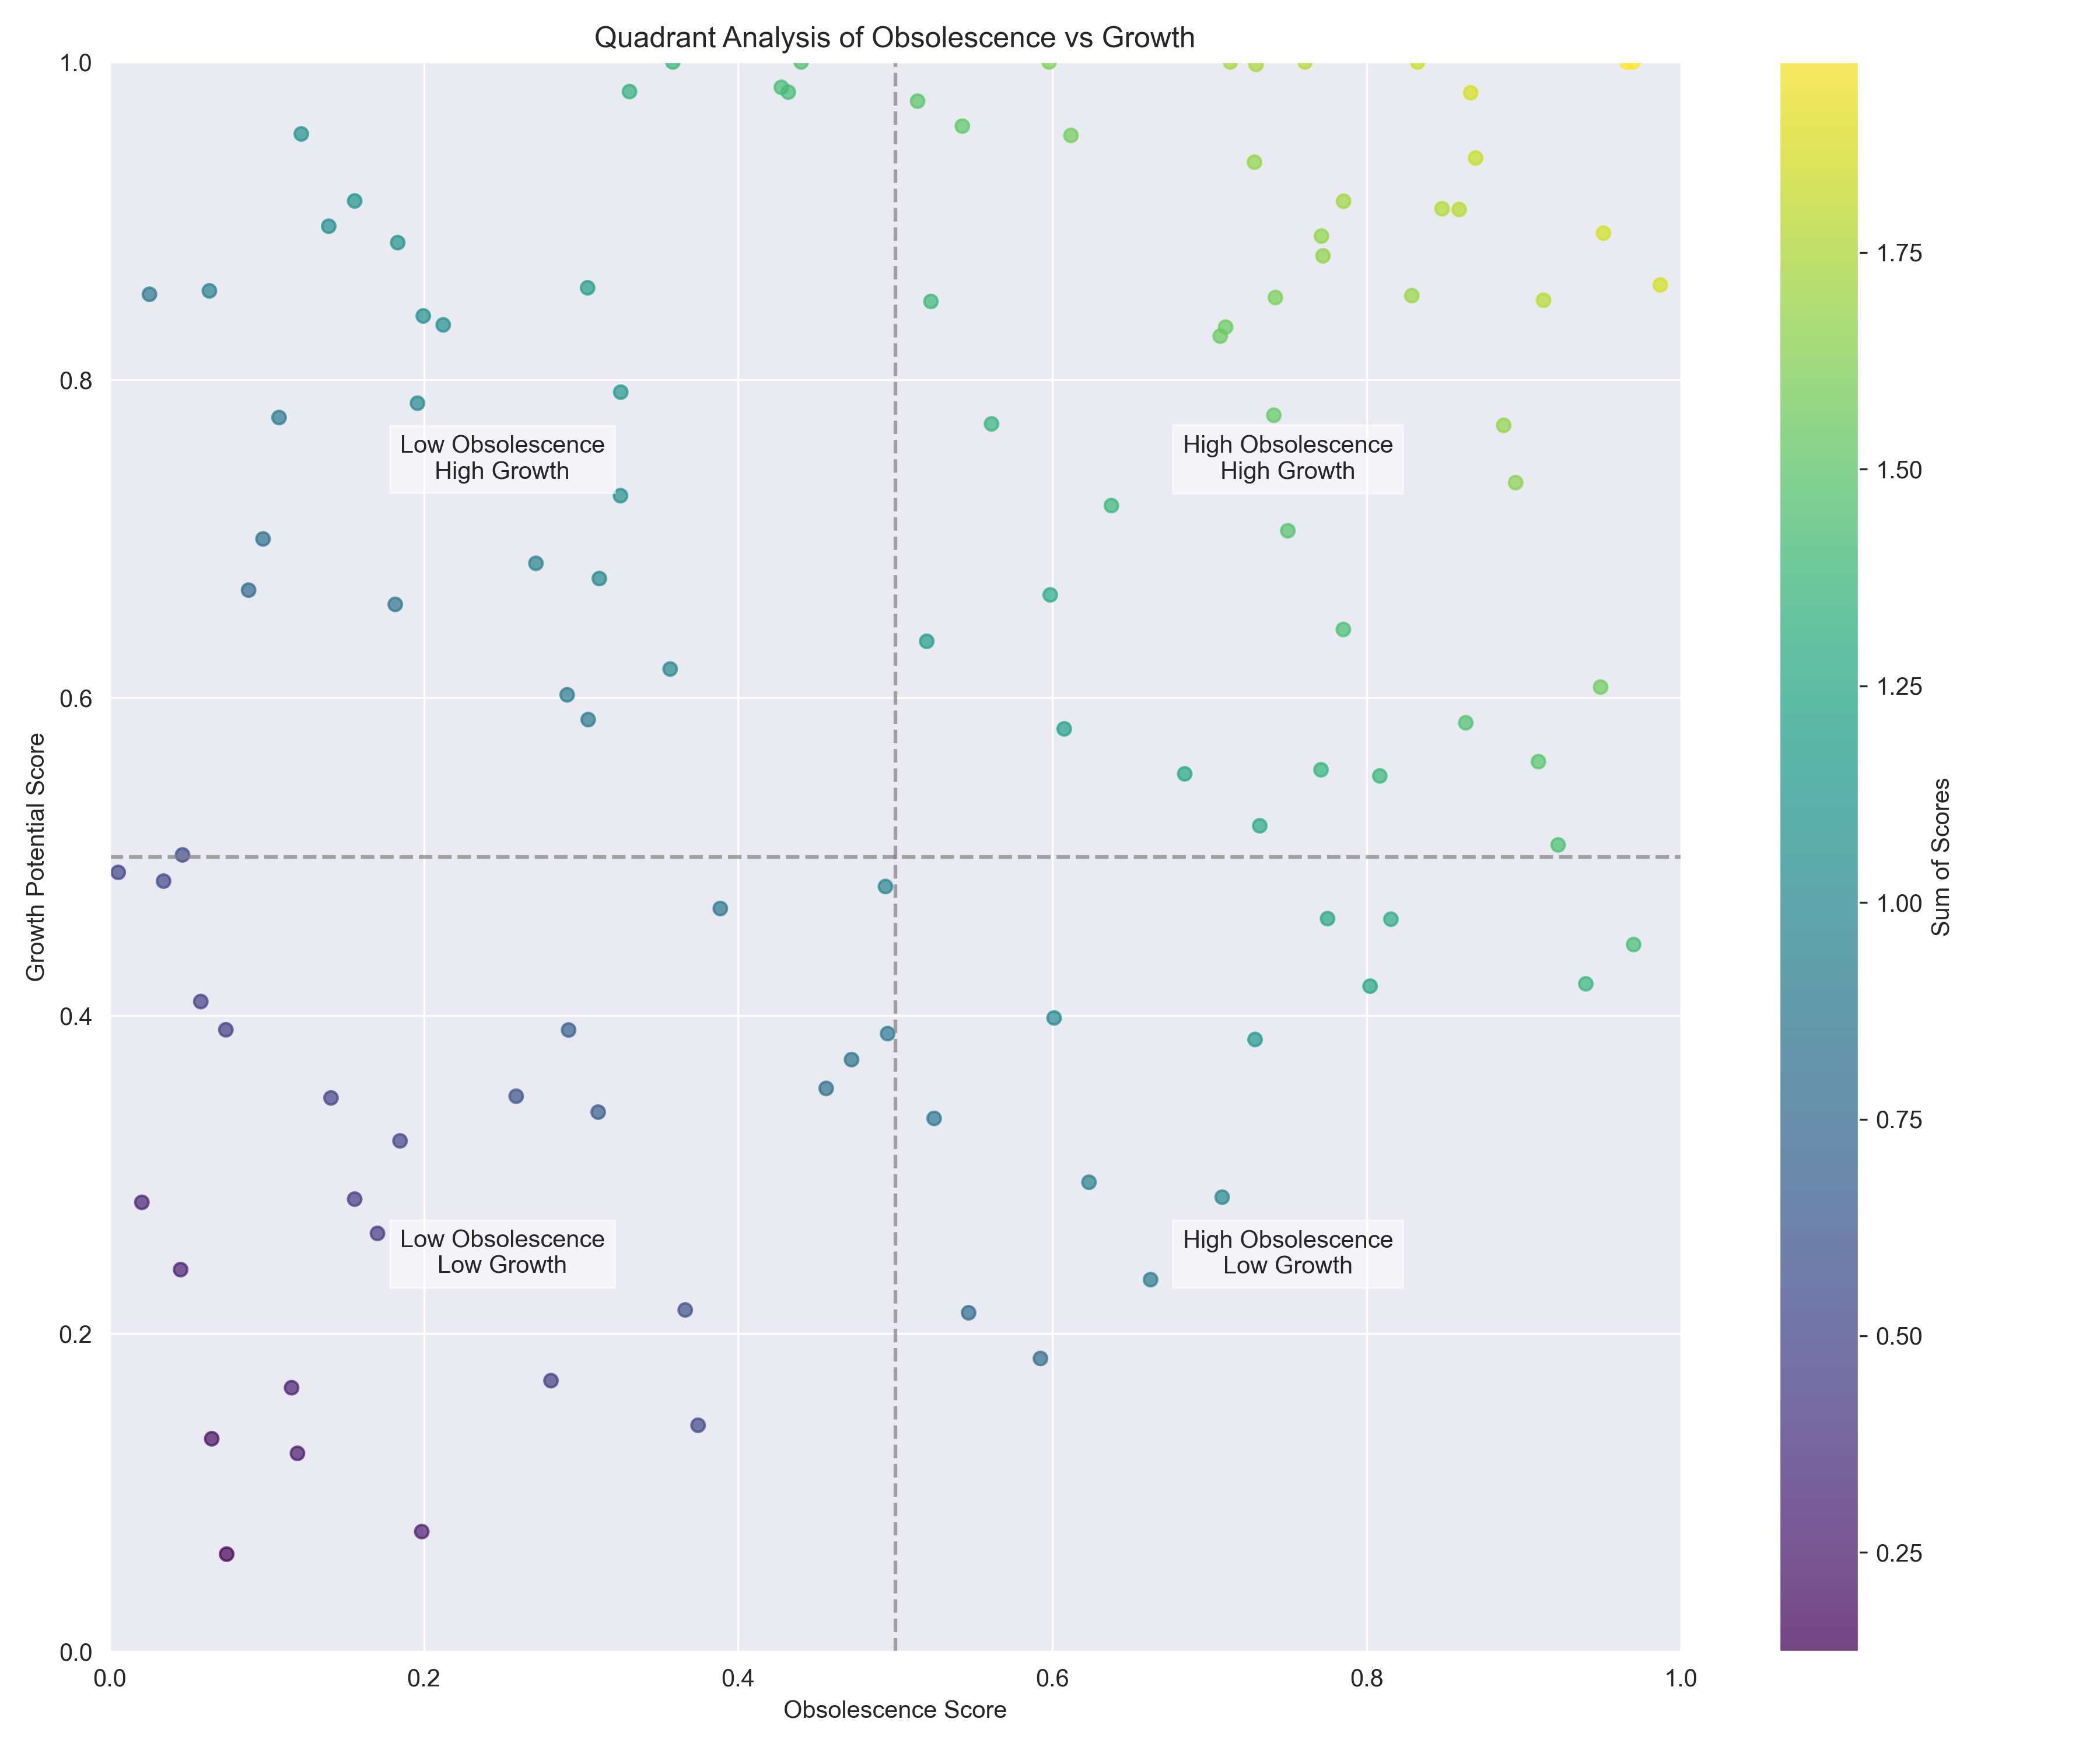 Quadrant Analysis of Obsolescence vs Growth
1.0
0.8
0.6
0.4
0.2
0.0
Growth Potential Score
Low Obsolescence
High Growth
High Obsolescence
High Growth
Low Obsolescence
Low Growth
High Obsolescence
Low Growth
0.0
0.2
0.4
0.6
0.8
1.0
Obsolescence Score
1.75
1.50
1.25
1.00
0.75
0.50
0.25
Sum of Scores